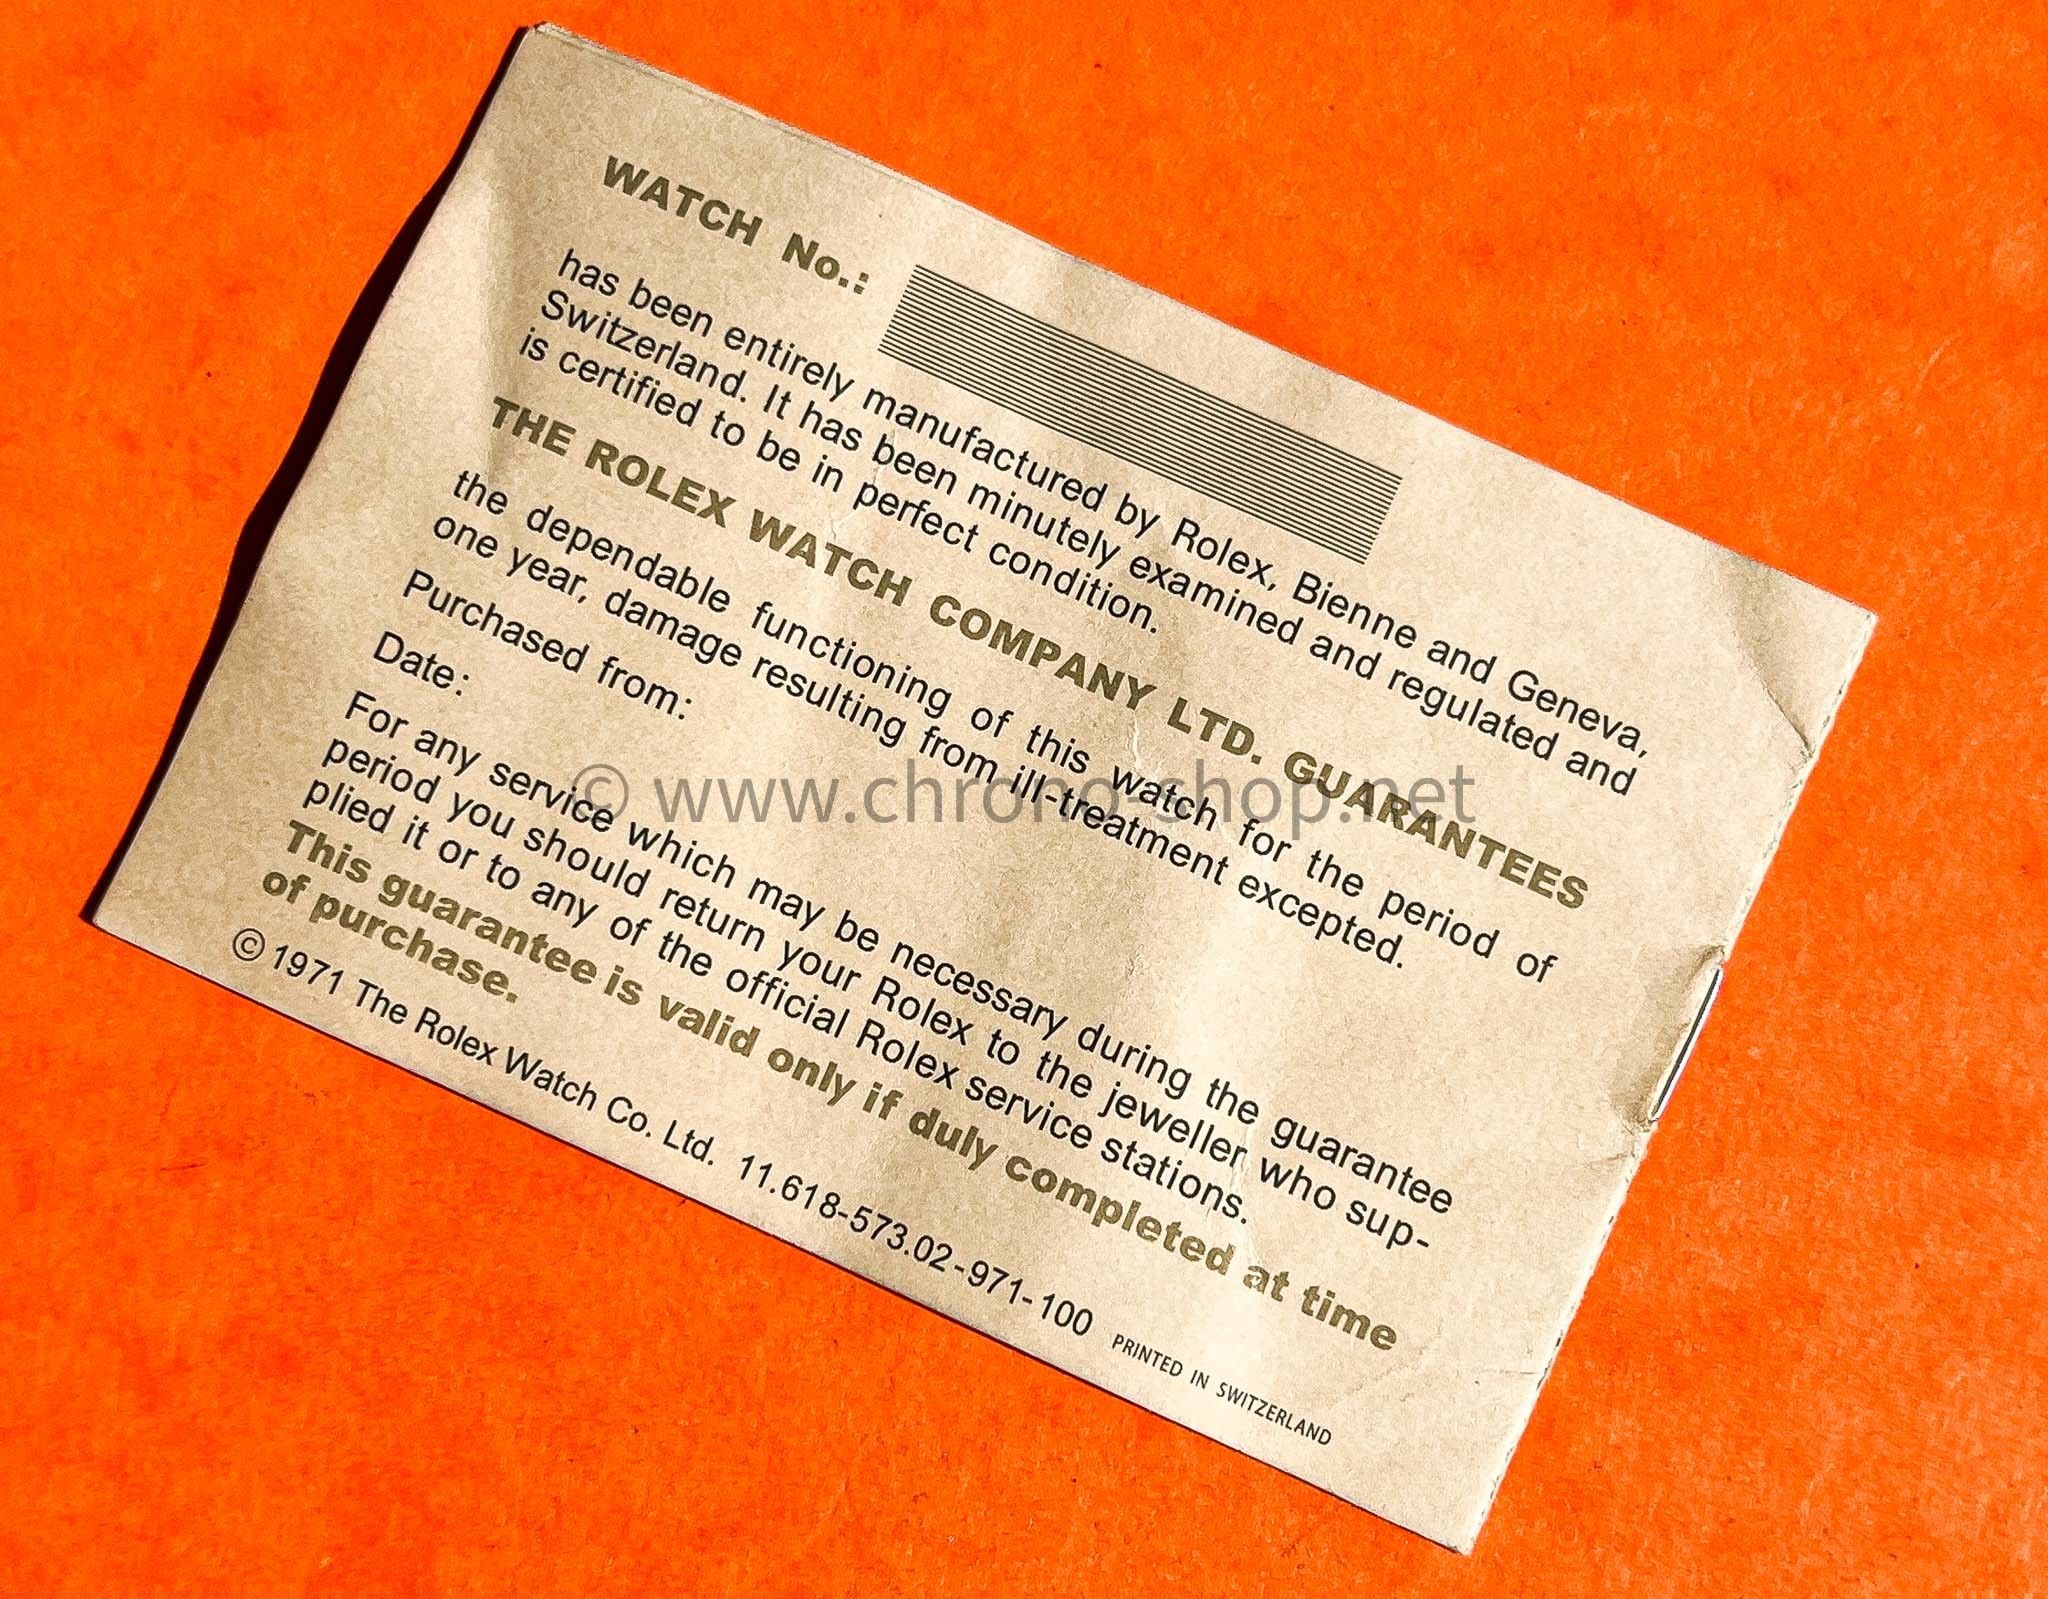 WATCH No.:
has been entirely manufactured by Rolex, Bienne and Geneva,
Switzerland. It has been minutely examined and regulated and
is certified to be in perfect condition.
THE ROLEX WATCH COMPANY LTD. GUARANTEES
the dependable functioning of this watch for the period of
one year, damage resulting from ill-treatment excepted.
Purchased from:
Date:
For any service which may be necessary during the guarantee
period you should return your Rolex to the jeweller who sup-
plied it or to any of the official Rolex service stations.
This guarantee is valid only if duly completed at time
of purchase.
© 1971 The Rolex Watch Co. Ltd. 11.618-573.02-971-100 PRINTED IN SWITZERLAND
© www.chrono-shop.net